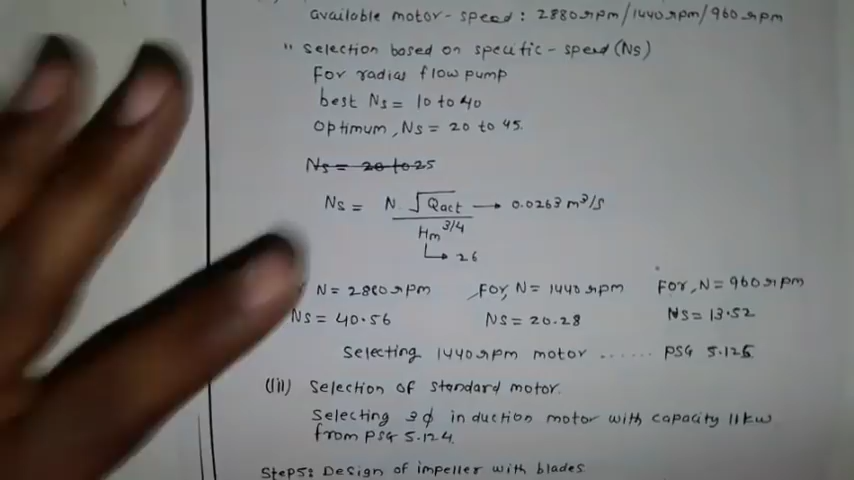 available motor-speed : 2880 rpm/1440 rpm/960 rpm
" Selection based on specific-speed (Ns)
For radias flow pump
best Ns = 10 to 40
Optimum, Ns = 20 to 45.
Ns = 20 to 25
Ns = N √Qact / Hm^3/4 → 0.0263 m³/s
↳ 26
N = 2880 rpm For, N = 1440 rpm For, N = 960 rpm
Ns = 40.56 Ns = 20.28 Ns = 13.52
Selecting 1440 rpm motor ...... PSG 5.125
(iii) Selection of standard motor.
Selecting 3ϕ induction motor with capacity 11kw
from PSG 5.124.
Step 5: Design of impeller with blades